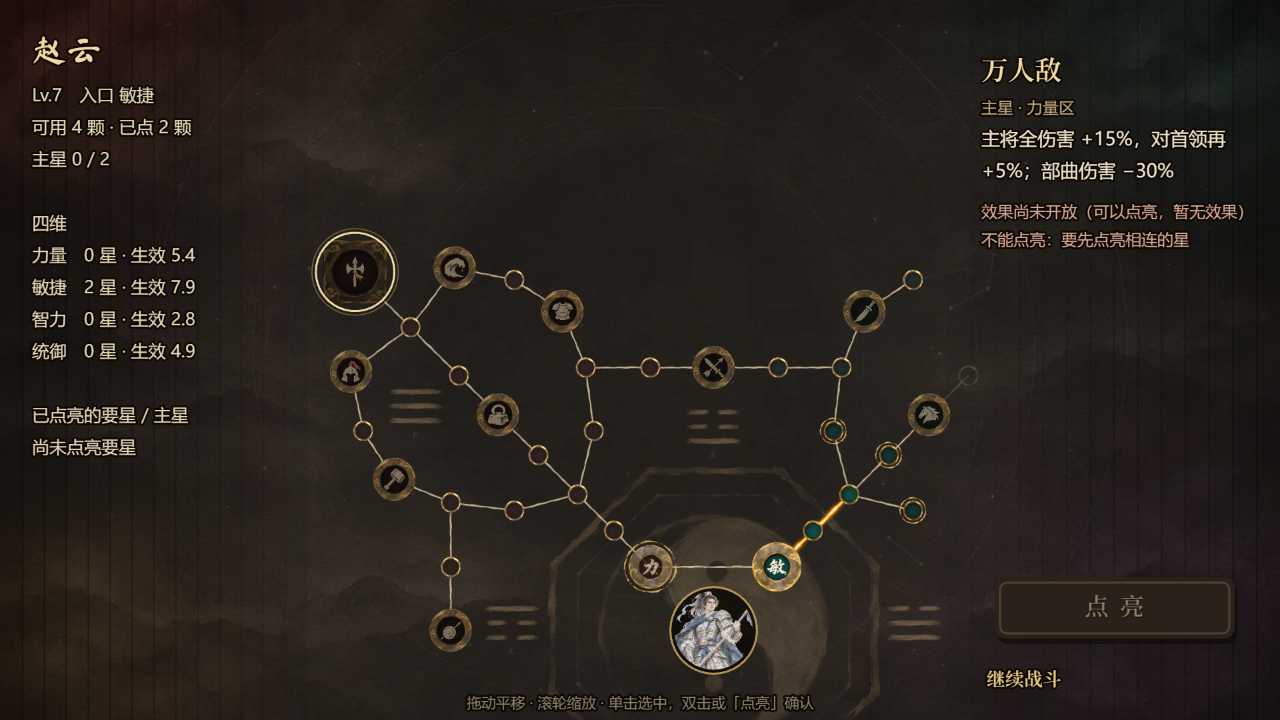 赵云
Lv.7 入口 敏捷
可用 4 颗 · 已点 2 颗
主星 0 / 2
四维
力量 0 星 · 生效 5.4
敏捷 2 星 · 生效 7.9
智力 0 星 · 生效 2.8
统御 0 星 · 生效 4.9
已点亮的要星 / 主星
尚未点亮要星
力
敏
拖动平移 · 滚轮缩放 · 单击选中，双击或「点亮」确认
万人敌
主星 · 力量区
主将全伤害 +15%，对首领再
+5%；部曲伤害 −30%
效果尚未开放（可以点亮，暂无效果）
不能点亮：要先点亮相连的星
点亮
继续战斗